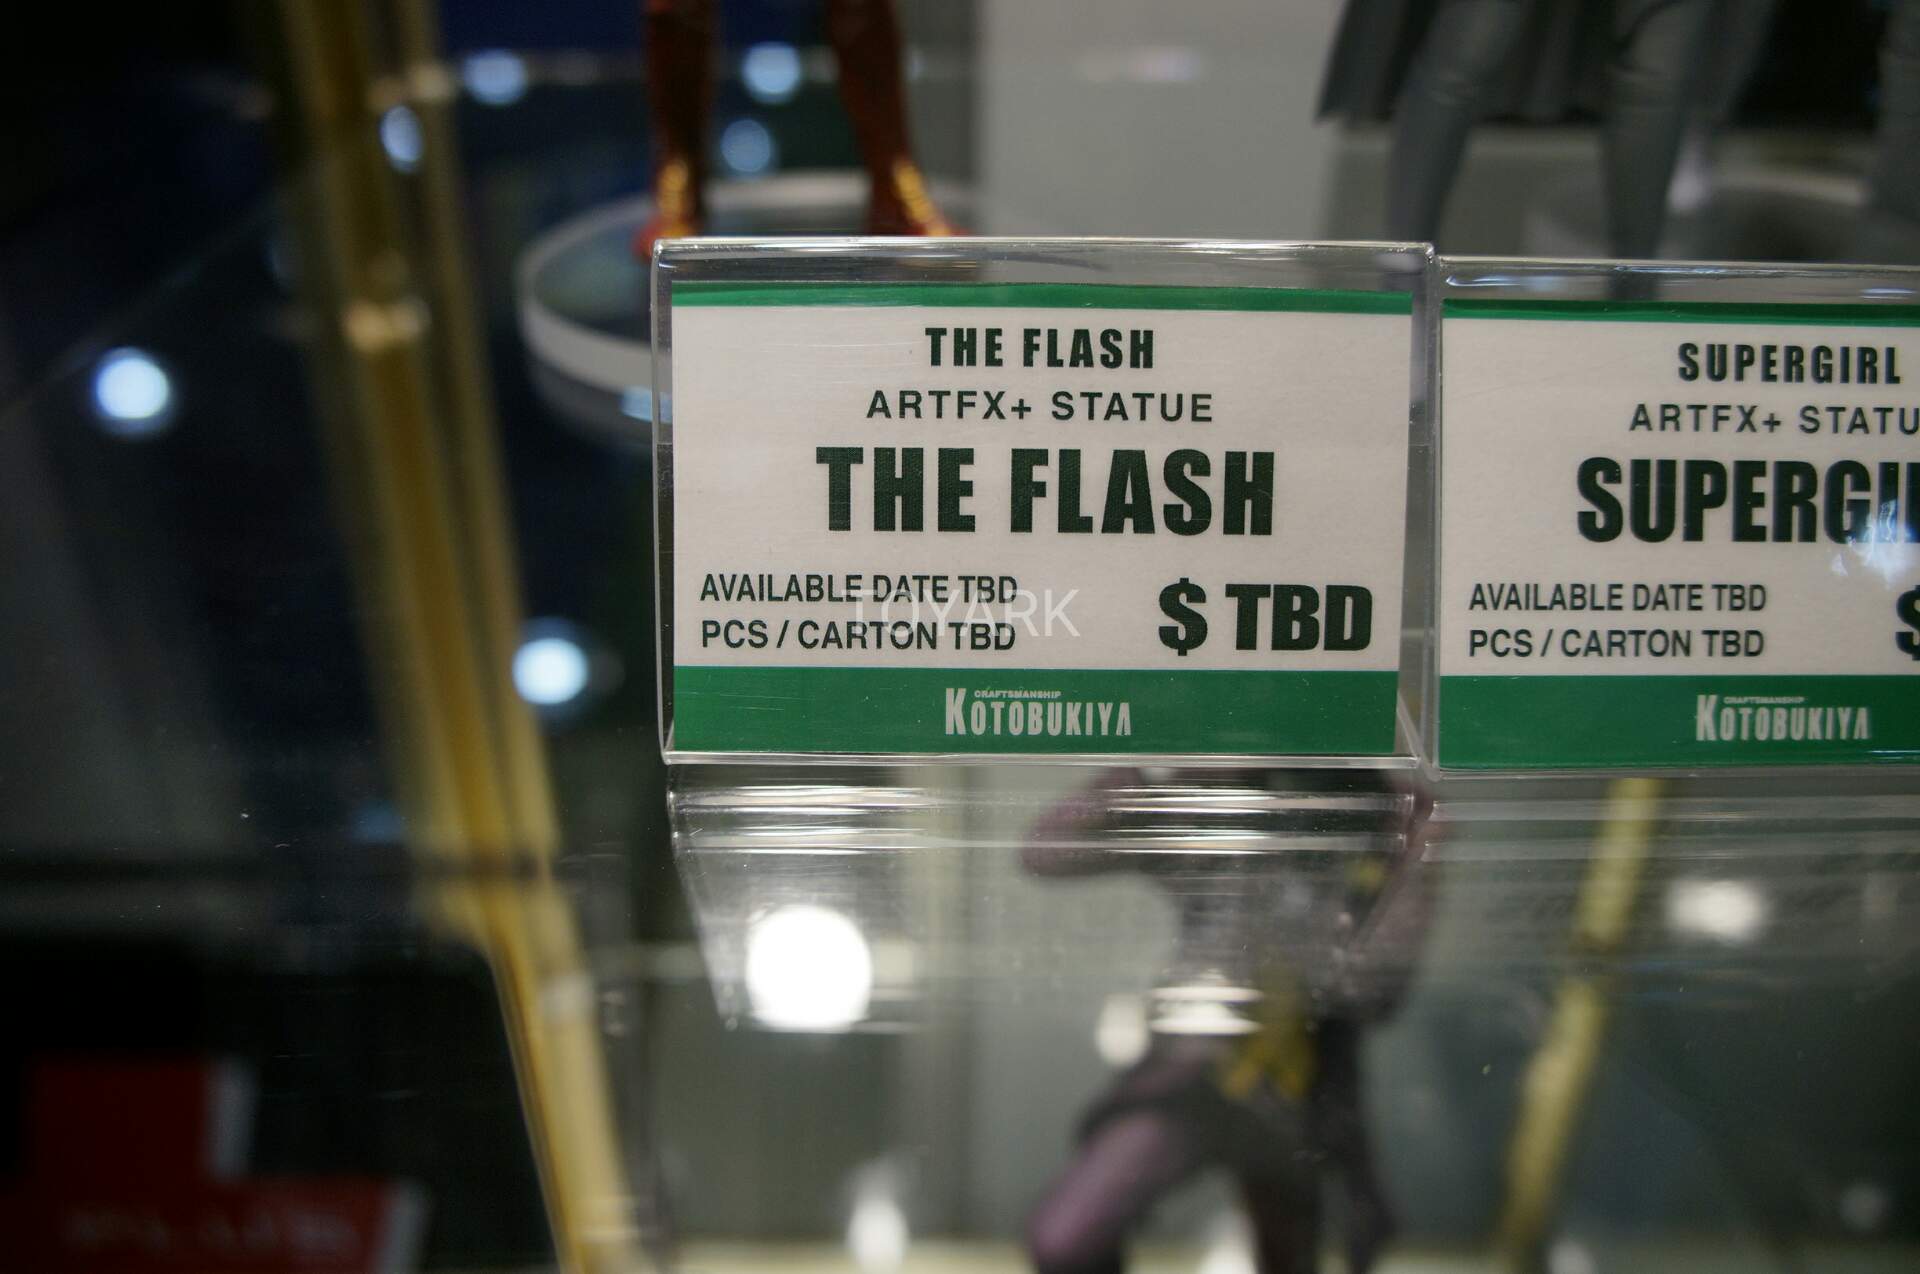 THE FLASH
ARTFX+ STATUE
THE FLASH
AVAILABLE DATE TBD
PCS / CARTON TBD
$ TBD
CRAFTSMANSHIP
KOTOBUKIYA
TOYARK
SUPERGIRL
ARTFX+ STATU
SUPERGI
AVAILABLE DATE TBD
PCS / CARTON TBD
$
CRAFTSMANSHIP
KOTOBUKIYA